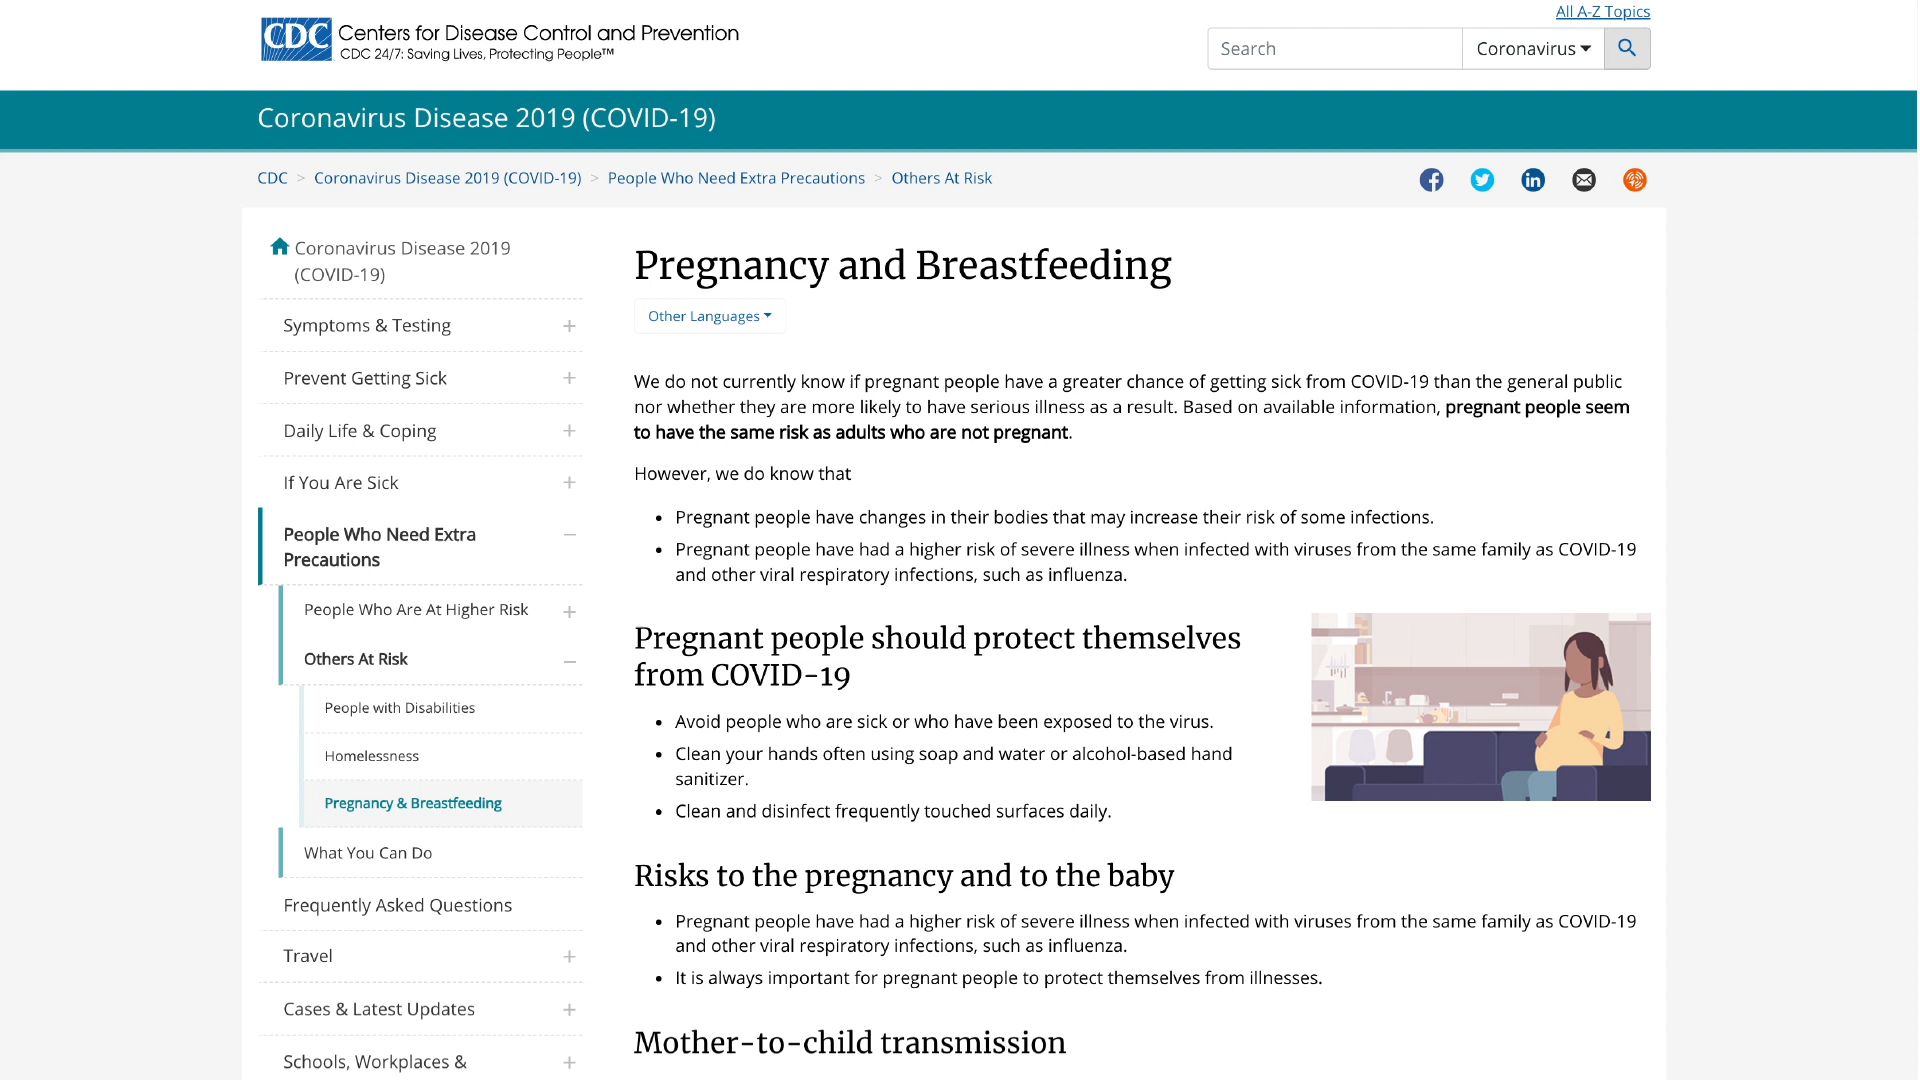 All A-Z Topics
CDC Centers for Disease Control and Prevention
CDC 24/7: Saving Lives, Protecting People™
Search
Coronavirus
Coronavirus Disease 2019 (COVID-19)
CDC > Coronavirus Disease 2019 (COVID-19) > People Who Need Extra Precautions > Others At Risk
Coronavirus Disease 2019
(COVID-19)
Symptoms & Testing
Prevent Getting Sick
Daily Life & Coping
If You Are Sick
People Who Need Extra
Precautions
People Who Are At Higher Risk
Others At Risk
People with Disabilities
Homelessness
Pregnancy & Breastfeeding
What You Can Do
Frequently Asked Questions
Travel
Cases & Latest Updates
Schools, Workplaces &
Pregnancy and Breastfeeding
Other Languages
We do not currently know if pregnant people have a greater chance of getting sick from COVID-19 than the general public
nor whether they are more likely to have serious illness as a result. Based on available information, pregnant people seem
to have the same risk as adults who are not pregnant.
However, we do know that
• Pregnant people have changes in their bodies that may increase their risk of some infections.
• Pregnant people have had a higher risk of severe illness when infected with viruses from the same family as COVID-19
and other viral respiratory infections, such as influenza.
Pregnant people should protect themselves
from COVID-19
• Avoid people who are sick or who have been exposed to the virus.
• Clean your hands often using soap and water or alcohol-based hand
sanitizer.
• Clean and disinfect frequently touched surfaces daily.
Risks to the pregnancy and to the baby
• Pregnant people have had a higher risk of severe illness when infected with viruses from the same family as COVID-19
and other viral respiratory infections, such as influenza.
• It is always important for pregnant people to protect themselves from illnesses.
Mother-to-child transmission